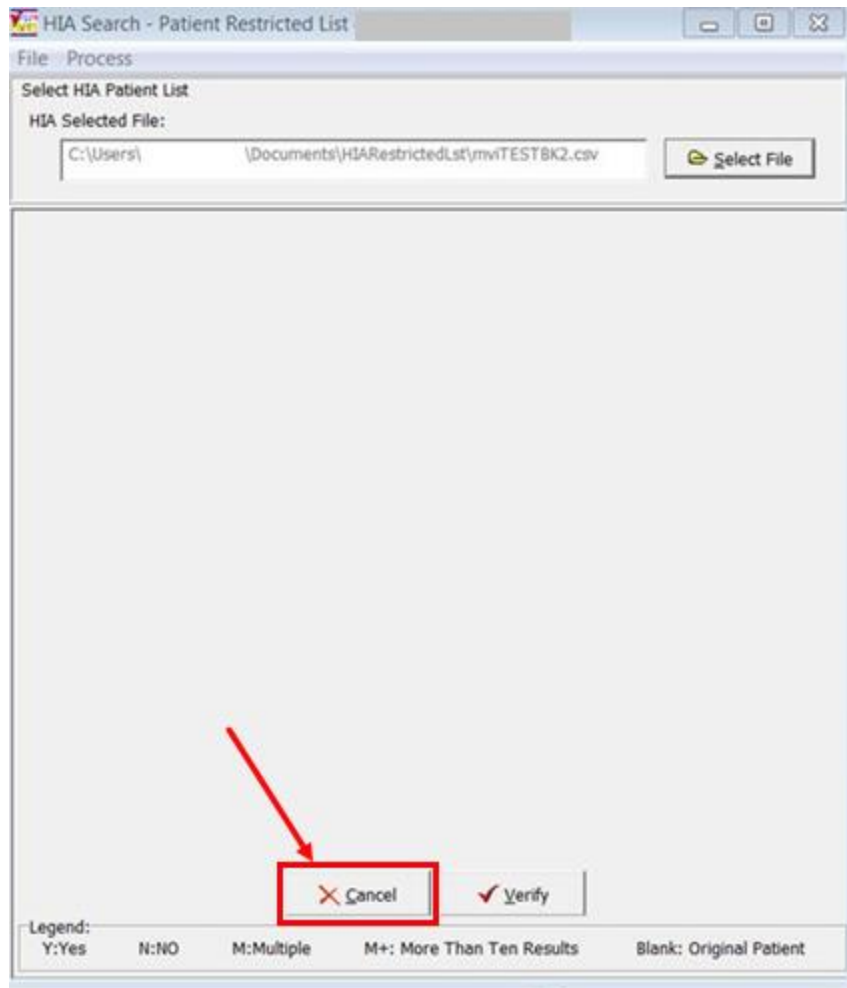 HIA Search - Patient Restricted List
File Process
Select HIA Patient List
HIA Selected File:
C:\Users\ \Documents\HIARestrictedLst\mviTESTBK2.csv Select File
Cancel Verify
Legend:
Y:Yes N:NO M:Multiple M+: More Than Ten Results Blank: Original Patient